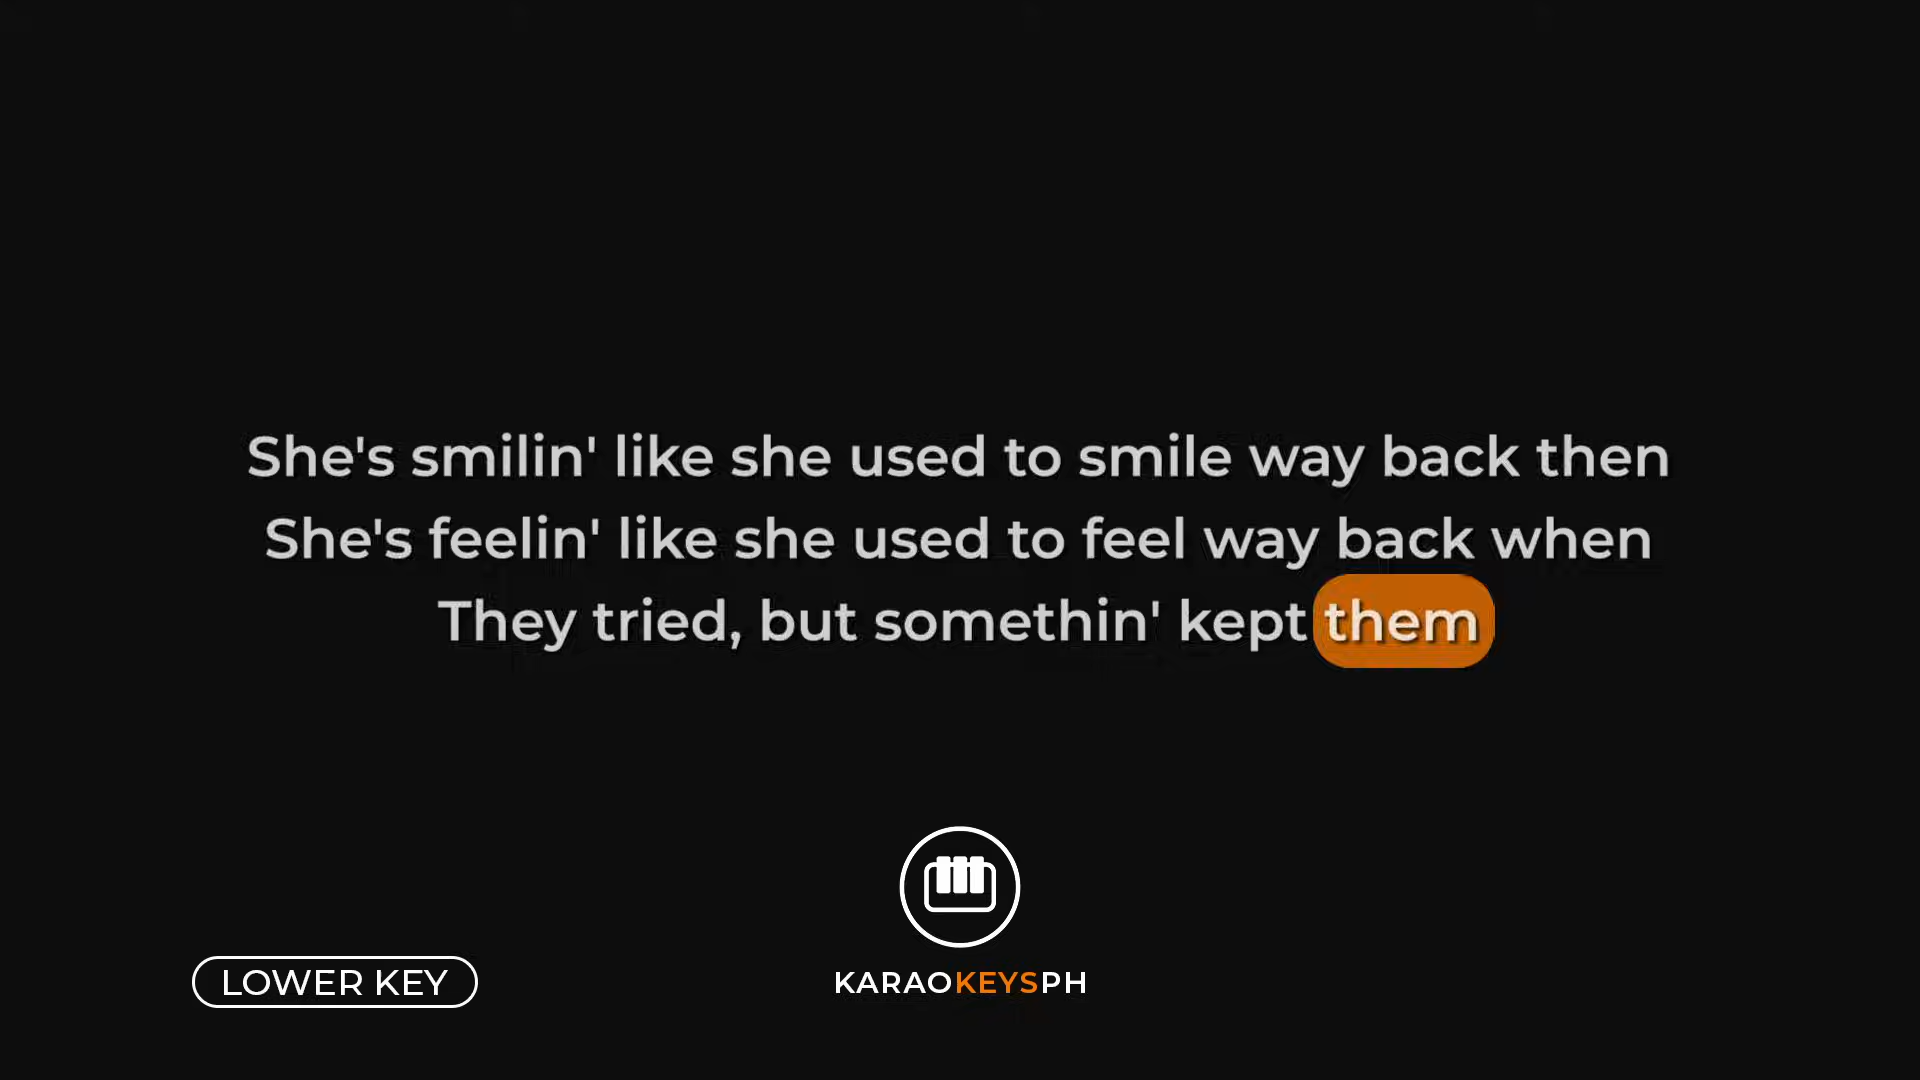 She's smilin' like she used to smile way back then
She's feelin' like she used to feel way back when
They tried, but somethin' kept them
LOWER KEY
KARAOKEYSPH